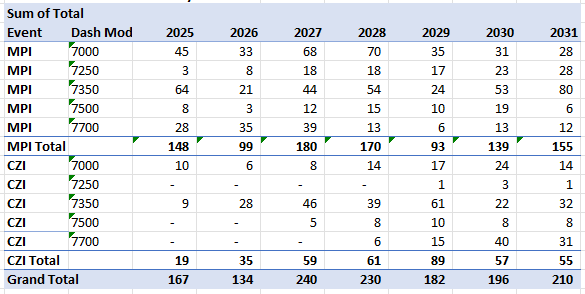 Sum of Total
Event Dash Mod 2025 2026 2027 2028 2029 2030 2031
MPI 7000 45 33 68 70 35 31 28
MPI 7250 3 8 18 18 17 23 28
MPI 7350 64 21 44 54 24 53 80
MPI 7500 8 3 12 15 10 19 6
MPI 7700 28 35 39 13 6 13 12
MPI Total 148 99 180 170 93 139 155
CZI 7000 10 6 8 14 17 24 14
CZI 7250 - - - - 1 3 1
CZI 7350 9 28 46 39 61 22 32
CZI 7500 - - 5 8 10 8 8
CZI 7700 - - - 6 15 40 31
CZI Total 19 35 59 61 89 57 55
Grand Total 167 134 240 230 182 196 210